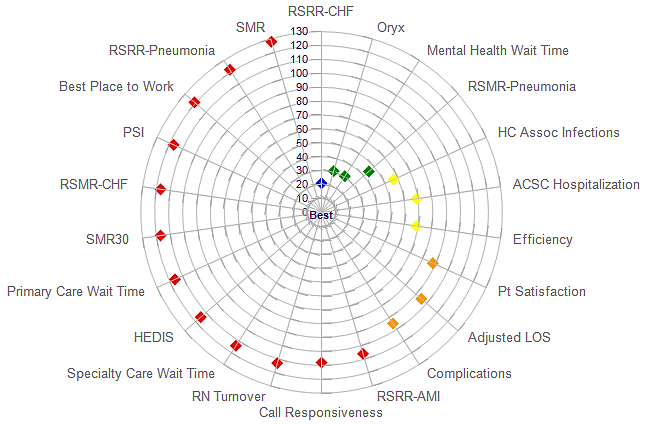 RSRR-CHF
SMR
Oryx
RSRR-Pneumonia
Mental Health Wait Time
Best Place to Work
RSMR-Pneumonia
PSI
HC Assoc Infections
RSMR-CHF
ACSC Hospitalization
SMR30
Efficiency
Primary Care Wait Time
Pt Satisfaction
HEDIS
Adjusted LOS
Specialty Care Wait Time
Complications
RN Turnover
RSRR-AMI
Call Responsiveness
130
120
110
100
90
80
70
60
50
40
30
20
10
0
Best